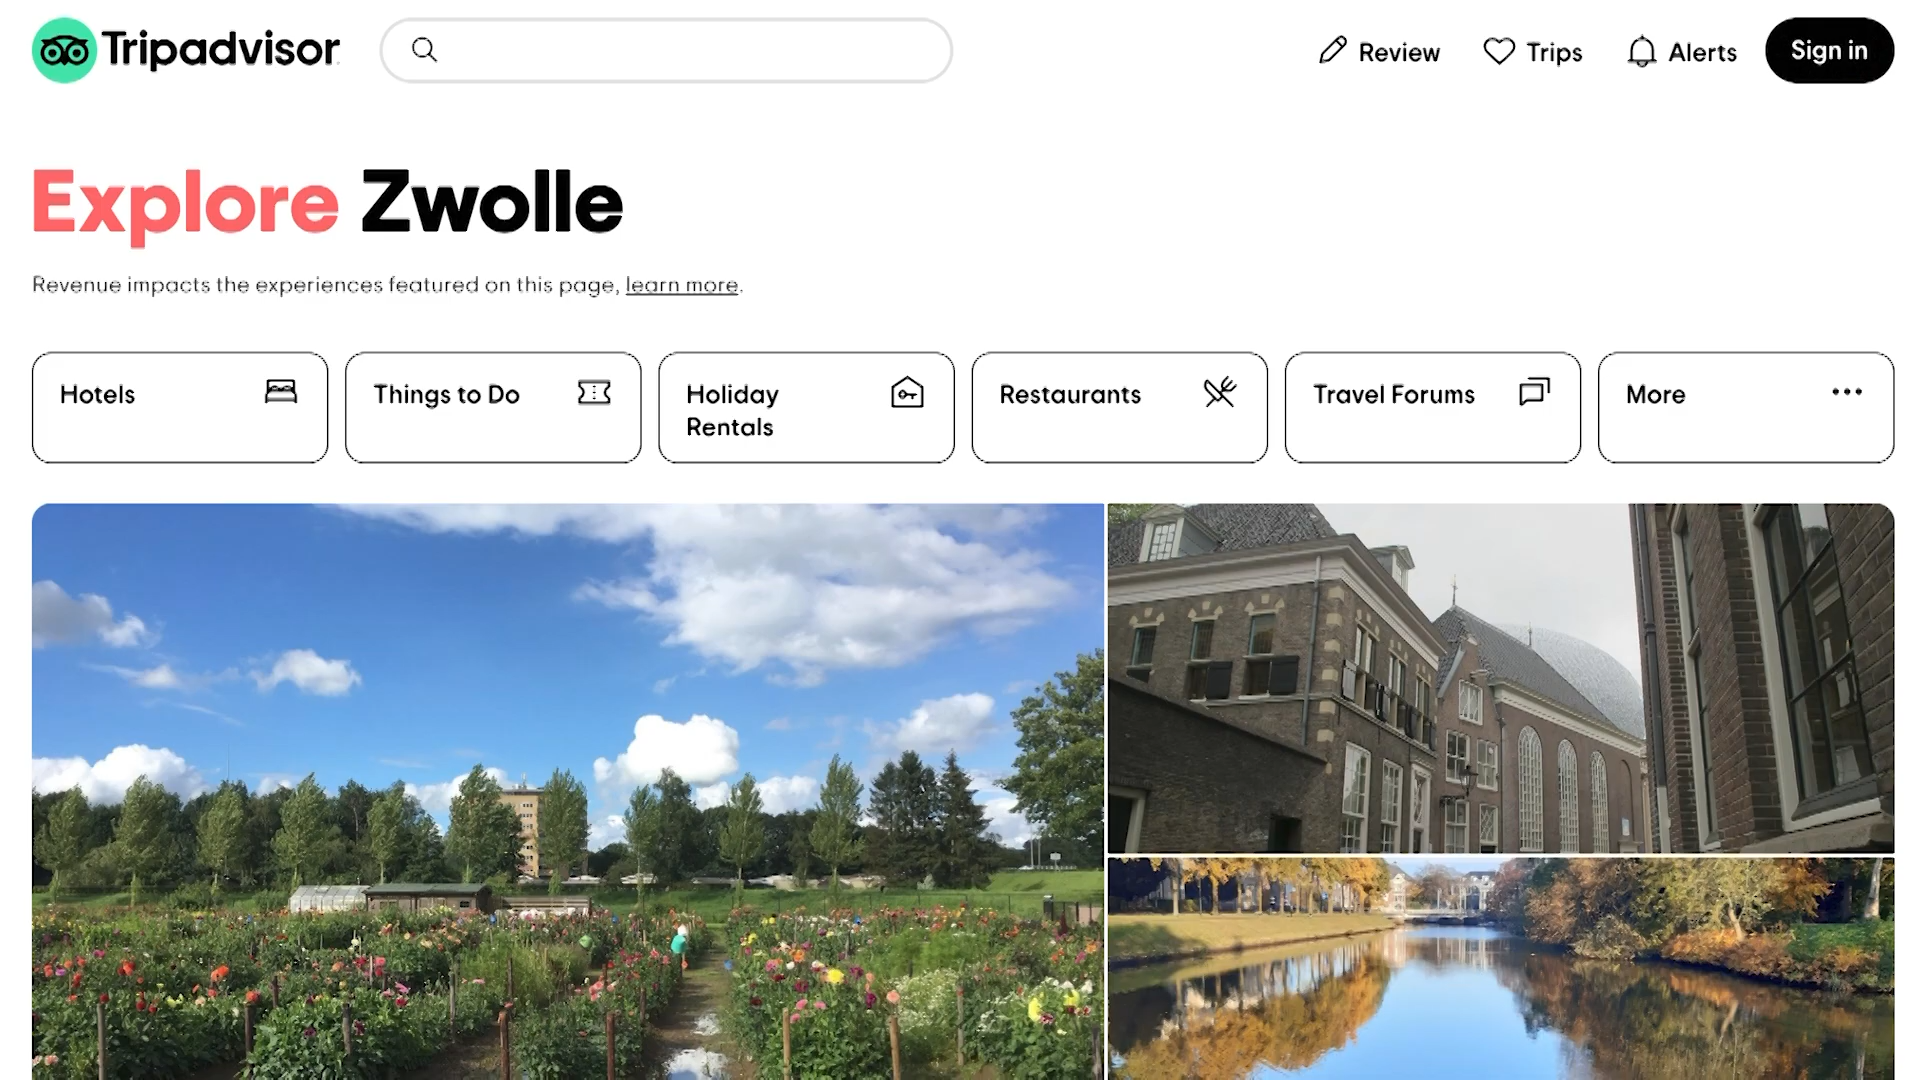 Tripadvisor
Review
Trips
Alerts
Sign in
Explore Zwolle
Revenue impacts the experiences featured on this page, learn more.
Hotels
Things to Do
Holiday
Rentals
Restaurants
Travel Forums
More